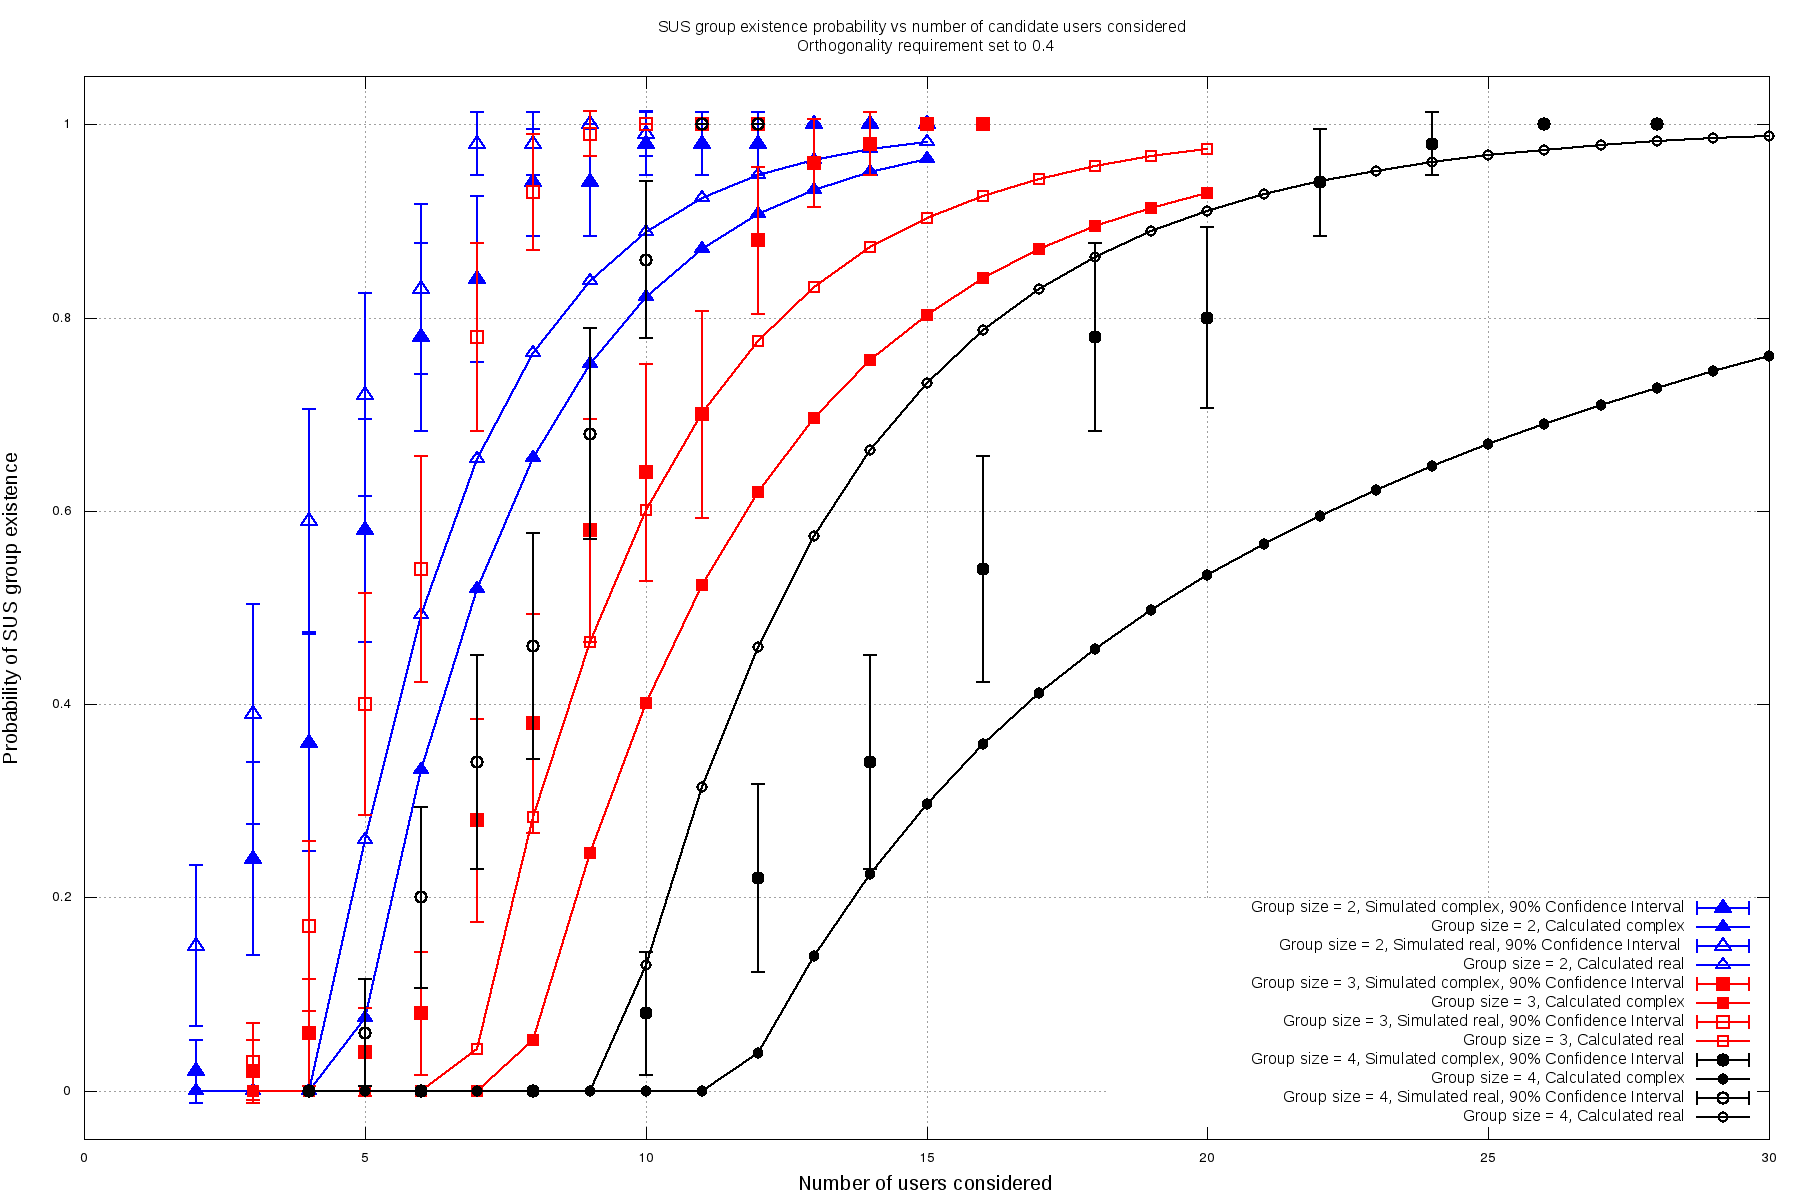 SUS group existence probability vs number of candidate users considered
Orthogonality requirement set to 0.4
Probability of SUS group existence
1
0.8
0.6
0.4
0.2
0
Group size = 2, Simulated complex, 90% Confidence Interval
Group size = 2, Calculated complex
Group size = 2, Simulated real, 90% Confidence Interval
Group size = 2, Calculated real
Group size = 3, Simulated complex, 90% Confidence Interval
Group size = 3, Calculated complex
Group size = 3, Simulated real, 90% Confidence Interval
Group size = 3, Calculated real
Group size = 4, Simulated complex, 90% Confidence Interval
Group size = 4, Calculated complex
Group size = 4, Simulated real, 90% Confidence Interval
Group size = 4, Calculated real
0 5 10 15 20 25 30
Number of users considered